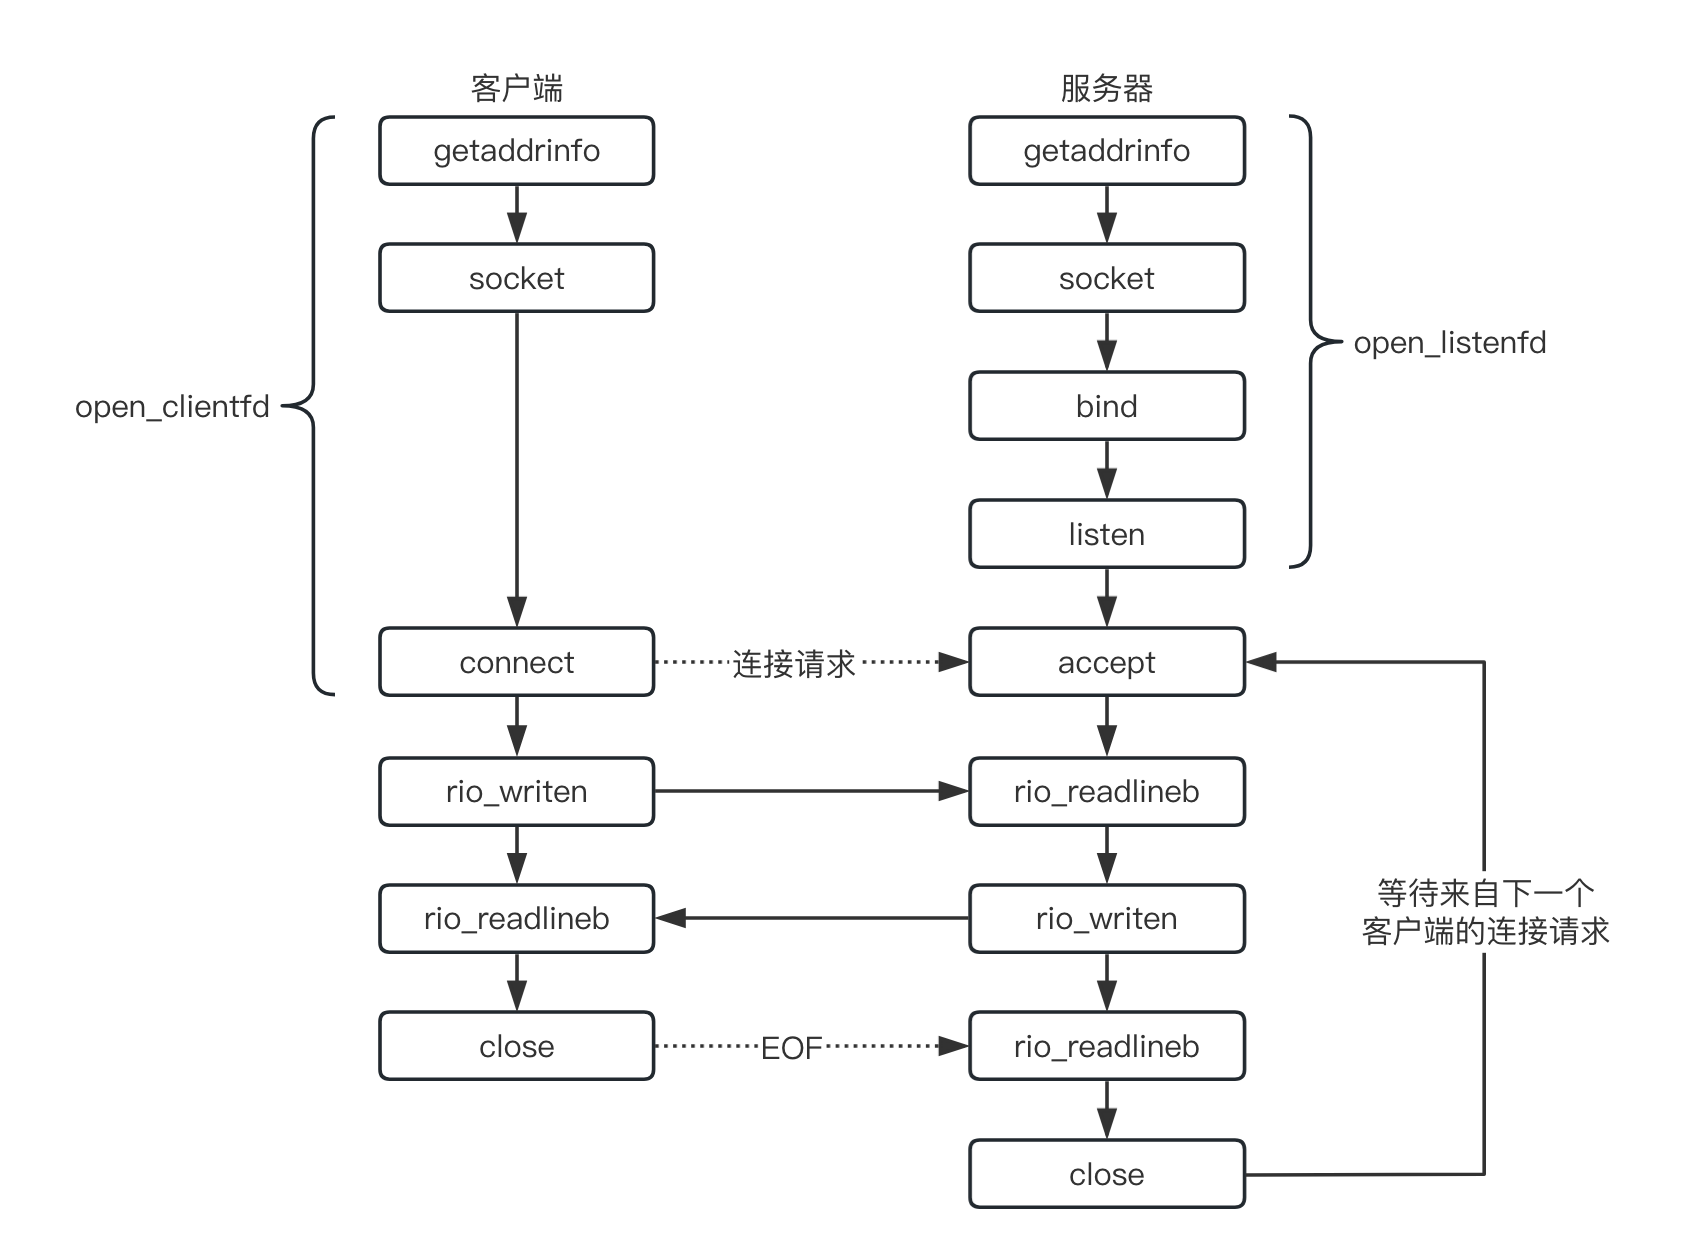 客户端
服务器
getaddrinfo
getaddrinfo
socket
socket
open_listenfd
open_clientfd
bind
listen
connect
连接请求
accept
rio_writen
rio_readlineb
等待来自下一个
客户端的连接请求
rio_readlineb
rio_writen
close
EOF
rio_readlineb
close